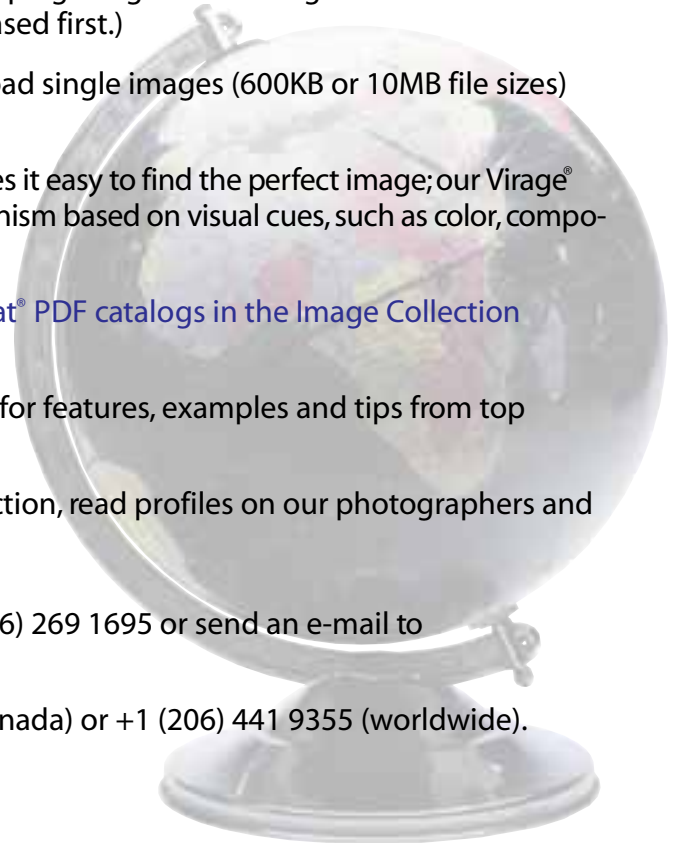 sed first.)
ad single images (600KB or 10MB file sizes)
es it easy to find the perfect image; our Virage®
nism based on visual cues, such as color, compo-
at® PDF catalogs in the Image Collection
for features, examples and tips from top
ction, read profiles on our photographers and
6) 269 1695 or send an e-mail to
nada) or +1 (206) 441 9355 (worldwide).